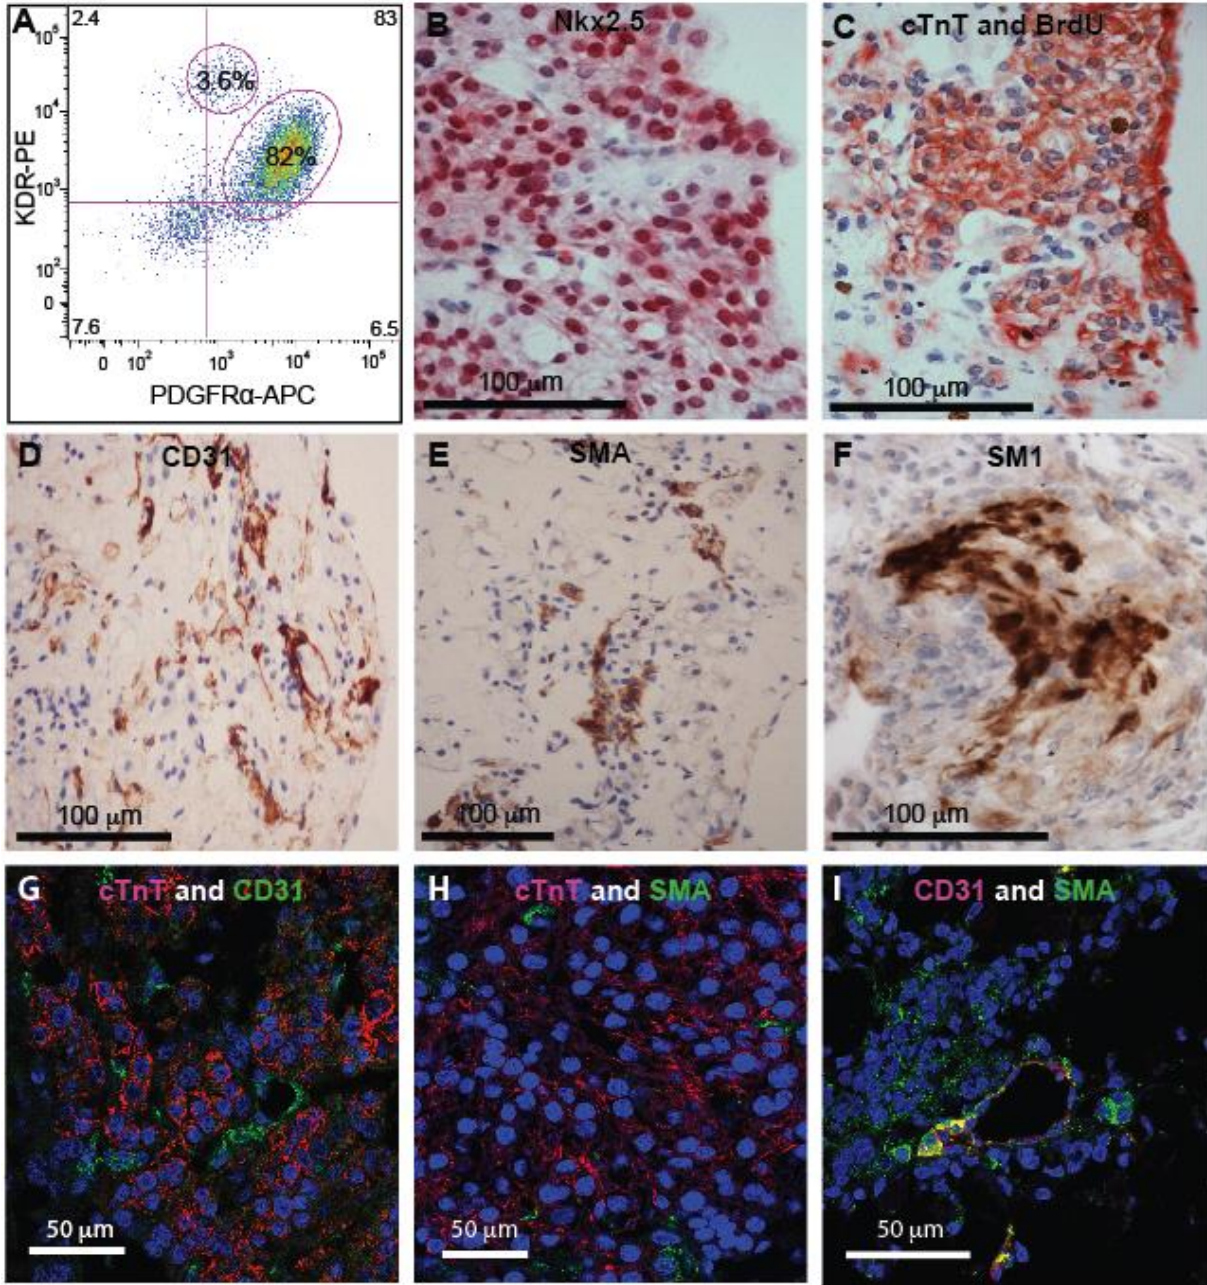 A
2.4
83
10⁵
10⁴
10³
10²
0
3.6%
82%
KDR-PE
7.6
6.5
0
10²
10³
10⁴
10⁵
PDGFRα-APC
B
Nkx2.5
100 μm
C
cTnT and BrdU
100 μm
D
CD31
100 μm
E
SMA
100 μm
F
SM1
100 μm
G
cTnT and CD31
50 μm
H
cTnT and SMA
50 μm
I
CD31 and SMA
50 μm